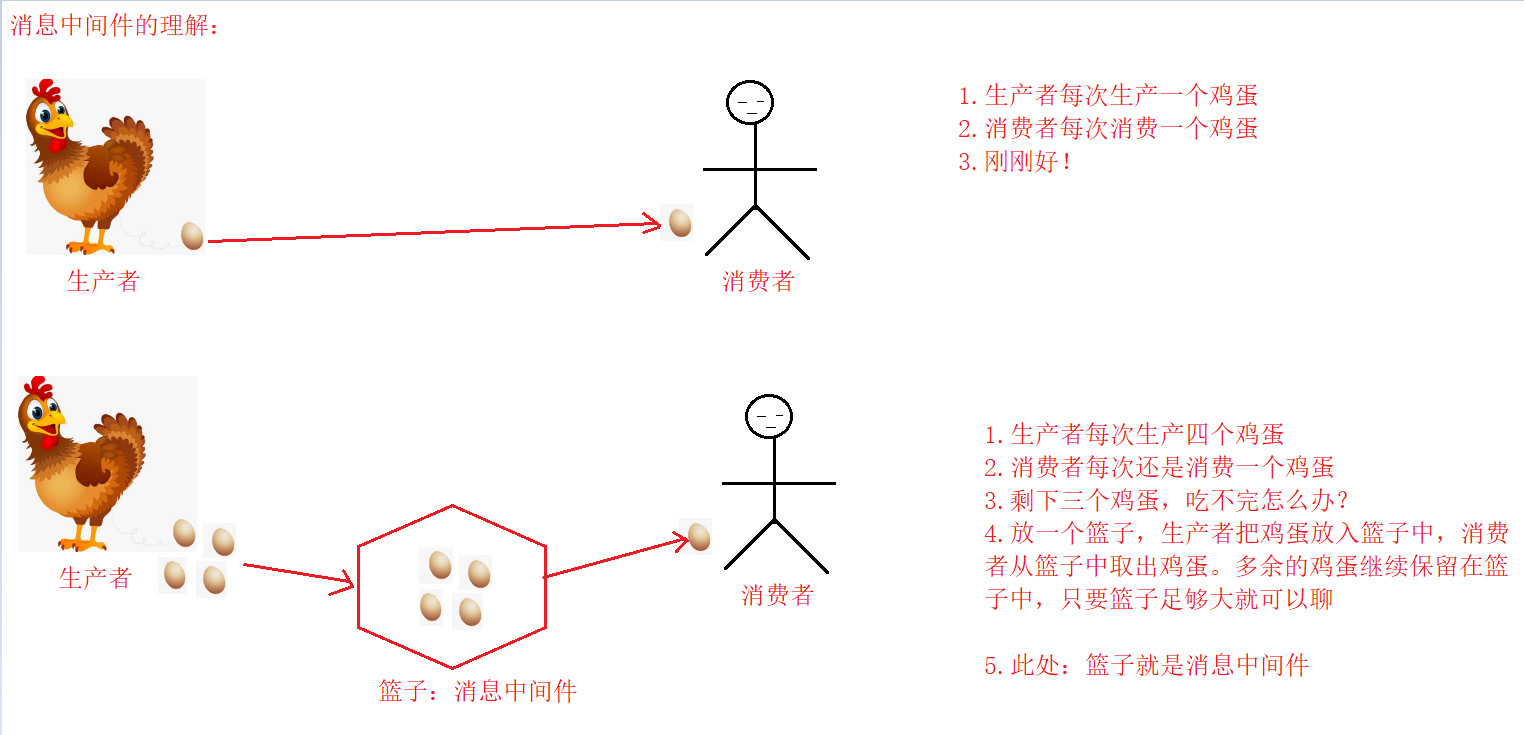 消息中间件的理解：
1.生产者每次生产一个鸡蛋
2.消费者每次消费一个鸡蛋
3.刚刚好！
生产者
消费者
1.生产者每次生产四个鸡蛋
2.消费者每次还是消费一个鸡蛋
3.剩下三个鸡蛋，吃不完怎么办？
4.放一个篮子，生产者把鸡蛋放入篮子中，消费
者从篮子中取出鸡蛋。多余的鸡蛋继续保留在篮
子中，只要篮子足够大就可以聊
生产者
消费者
5.此处：篮子就是消息中间件
篮子：消息中间件